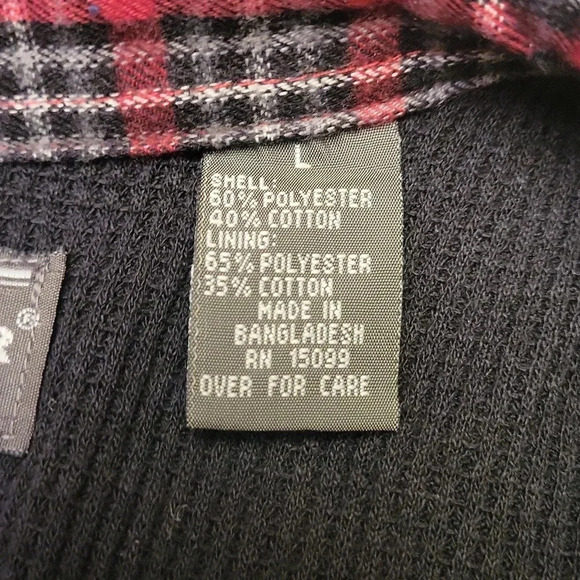 L
SHELL:
60% POLYESTER
40% COTTON
LINING:
65% POLYESTER
35% COTTON
MADE IN
BANGLADESH
RN 15099
OVER FOR CARE
R®